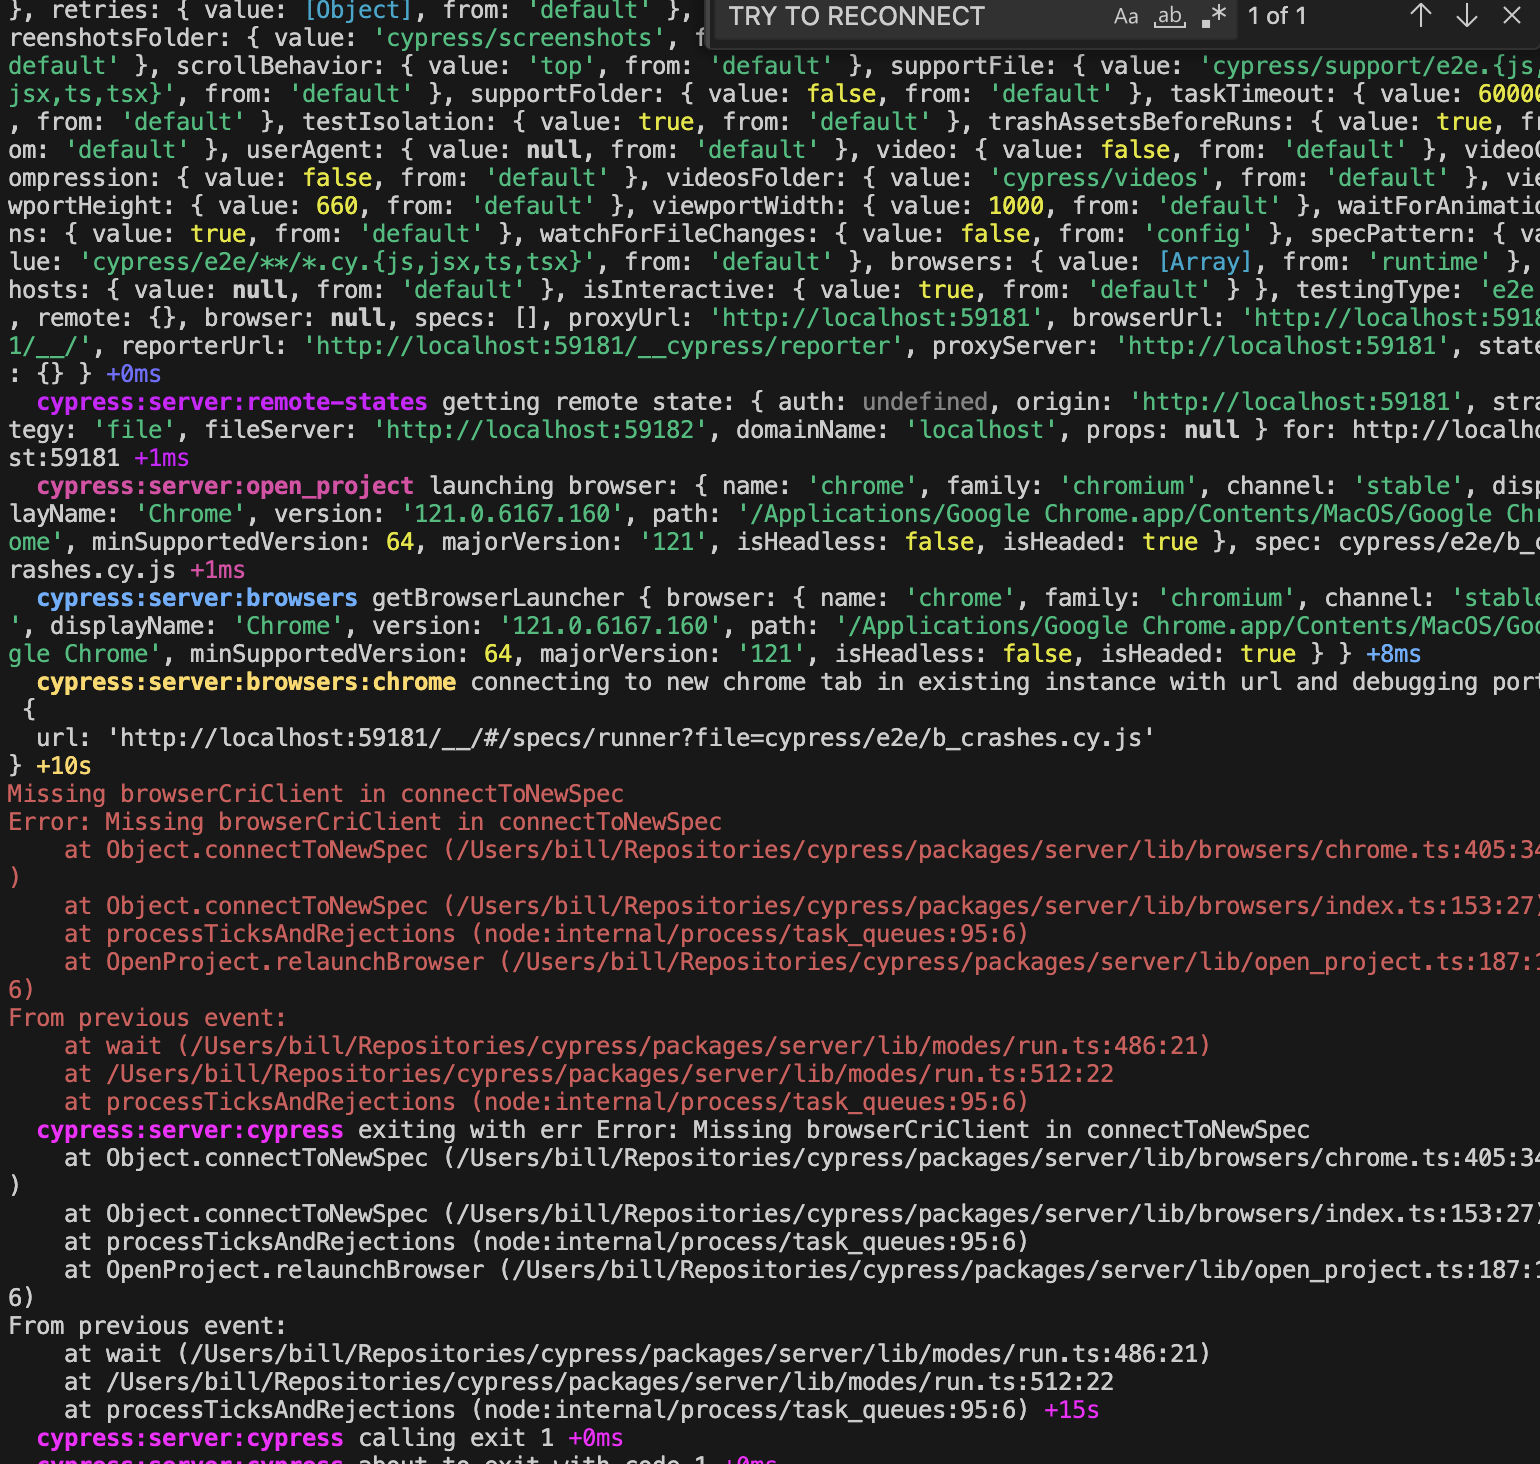 }, retries: { value: [Object], from: 'default' },
TRY TO RECONNECT
Aa ab .* 1 of 1
reenshotsFolder: { value: 'cypress/screenshots', f
default' }, scrollBehavior: { value: 'top', from: 'default' }, supportFile: { value: 'cypress/support/e2e.{js,
jsx,ts,tsx}', from: 'default' }, supportFolder: { value: false, from: 'default' }, taskTimeout: { value: 60000
, from: 'default' }, testIsolation: { value: true, from: 'default' }, trashAssetsBeforeRuns: { value: true, fr
om: 'default' }, userAgent: { value: null, from: 'default' }, video: { value: false, from: 'default' }, videoC
ompression: { value: false, from: 'default' }, videosFolder: { value: 'cypress/videos', from: 'default' }, vie
wportHeight: { value: 660, from: 'default' }, viewportWidth: { value: 1000, from: 'default' }, waitForAnimatio
ns: { value: true, from: 'default' }, watchForFileChanges: { value: false, from: 'config' }, specPattern: { va
lue: 'cypress/e2e/**/*.cy.{js,jsx,ts,tsx}', from: 'default' }, browsers: { value: [Array], from: 'runtime' },
hosts: { value: null, from: 'default' }, isInteractive: { value: true, from: 'default' } }, testingType: 'e2e
, remote: {}, browser: null, specs: [], proxyUrl: 'http://localhost:59181', browserUrl: 'http://localhost:5918
1/__/', reporterUrl: 'http://localhost:59181/__cypress/reporter', proxyServer: 'http://localhost:59181', state
: {} } +0ms
cypress:server:remote-states getting remote state: { auth: undefined, origin: 'http://localhost:59181', stra
tegy: 'file', fileServer: 'http://localhost:59182', domainName: 'localhost', props: null } for: http://localho
st:59181 +1ms
cypress:server:open_project launching browser: { name: 'chrome', family: 'chromium', channel: 'stable', disp
layName: 'Chrome', version: '121.0.6167.160', path: '/Applications/Google Chrome.app/Contents/MacOS/Google Chr
ome', minSupportedVersion: 64, majorVersion: '121', isHeadless: false, isHeaded: true }, spec: cypress/e2e/b_c
rashes.cy.js +1ms
cypress:server:browsers getBrowserLauncher { browser: { name: 'chrome', family: 'chromium', channel: 'stable
', displayName: 'Chrome', version: '121.0.6167.160', path: '/Applications/Google Chrome.app/Contents/MacOS/Goo
gle Chrome', minSupportedVersion: 64, majorVersion: '121', isHeadless: false, isHeaded: true } } +8ms
cypress:server:browsers:chrome connecting to new chrome tab in existing instance with url and debugging port
{
url: 'http://localhost:59181/__/#/specs/runner?file=cypress/e2e/b_crashes.cy.js'
} +10s
Missing browserCriClient in connectToNewSpec
Error: Missing browserCriClient in connectToNewSpec
at Object.connectToNewSpec (/Users/bill/Repositories/cypress/packages/server/lib/browsers/chrome.ts:405:34
)
at Object.connectToNewSpec (/Users/bill/Repositories/cypress/packages/server/lib/browsers/index.ts:153:27)
at processTicksAndRejections (node:internal/process/task_queues:95:6)
at OpenProject.relaunchBrowser (/Users/bill/Repositories/cypress/packages/server/lib/open_project.ts:187:1
6)
From previous event:
at wait (/Users/bill/Repositories/cypress/packages/server/lib/modes/run.ts:486:21)
at /Users/bill/Repositories/cypress/packages/server/lib/modes/run.ts:512:22
at processTicksAndRejections (node:internal/process/task_queues:95:6)
cypress:server:cypress exiting with err Error: Missing browserCriClient in connectToNewSpec
at Object.connectToNewSpec (/Users/bill/Repositories/cypress/packages/server/lib/browsers/chrome.ts:405:34
)
at Object.connectToNewSpec (/Users/bill/Repositories/cypress/packages/server/lib/browsers/index.ts:153:27)
at processTicksAndRejections (node:internal/process/task_queues:95:6)
at OpenProject.relaunchBrowser (/Users/bill/Repositories/cypress/packages/server/lib/open_project.ts:187:1
6)
From previous event:
at wait (/Users/bill/Repositories/cypress/packages/server/lib/modes/run.ts:486:21)
at /Users/bill/Repositories/cypress/packages/server/lib/modes/run.ts:512:22
at processTicksAndRejections (node:internal/process/task_queues:95:6) +15s
cypress:server:cypress calling exit 1 +0ms
cypress:server:cypress about to exit with code 1 +0ms